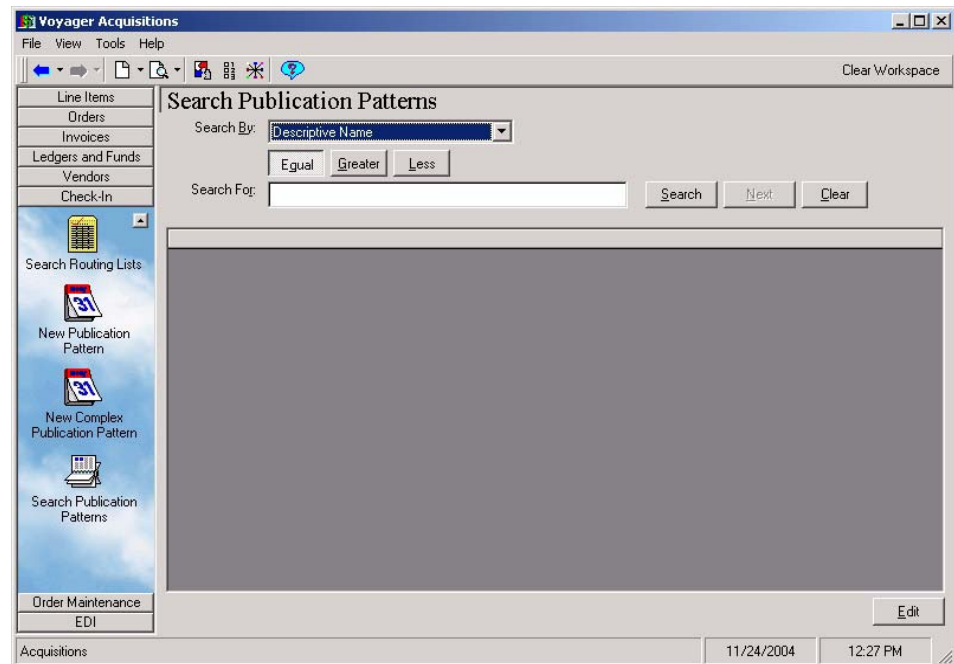 Voyager Acquisitions
File View Tools Help
Clear Workspace
Line Items
Orders
Invoices
Ledgers and Funds
Vendors
Check-In
Search Routing Lists
31
New Publication
Pattern
31
New Complex
Publication Pattern
Search Publication
Patterns
Order Maintenance
EDI
Search Publication Patterns
Search By: Descriptive Name
Equal Greater Less
Search For:
Search Next Clear
Edit
Acquisitions 11/24/2004 12:27 PM